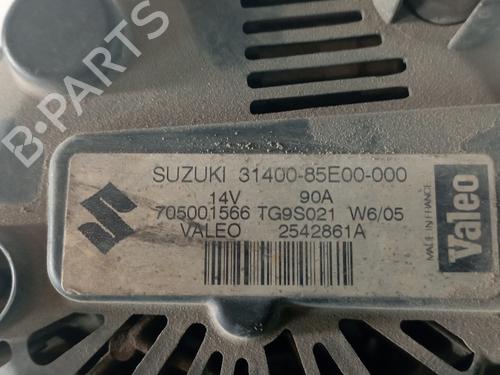 B-PARTS
SUZUKI 31400-85E00-000
14V 90A
705001566 TG9S021 W6/05
VALEO 2542861A
MADE IN FRANCE
Valeo